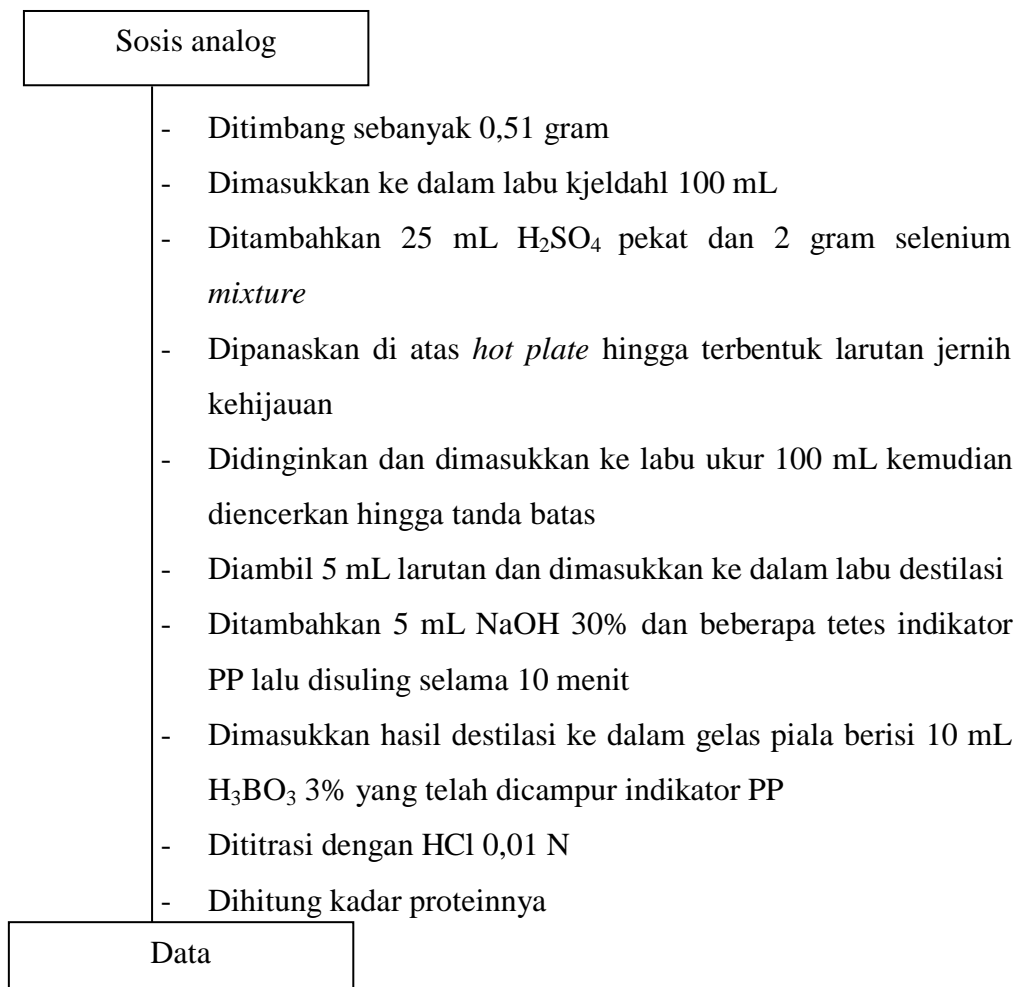 Sosis analog
- Ditimbang sebanyak 0,51 gram
- Dimasukkan ke dalam labu kjeldahl 100 mL
- Ditambahkan 25 mL H₂SO₄ pekat dan 2 gram selenium
mixture
- Dipanaskan di atas hot plate hingga terbentuk larutan jernih
kehijauan
- Didinginkan dan dimasukkan ke labu ukur 100 mL kemudian
diencerkan hingga tanda batas
- Diambil 5 mL larutan dan dimasukkan ke dalam labu destilasi
- Ditambahkan 5 mL NaOH 30% dan beberapa tetes indikator
PP lalu disuling selama 10 menit
- Dimasukkan hasil destilasi ke dalam gelas piala berisi 10 mL
H₃BO₃ 3% yang telah dicampur indikator PP
- Dititrasi dengan HCl 0,01 N
- Dihitung kadar proteinnya
Data